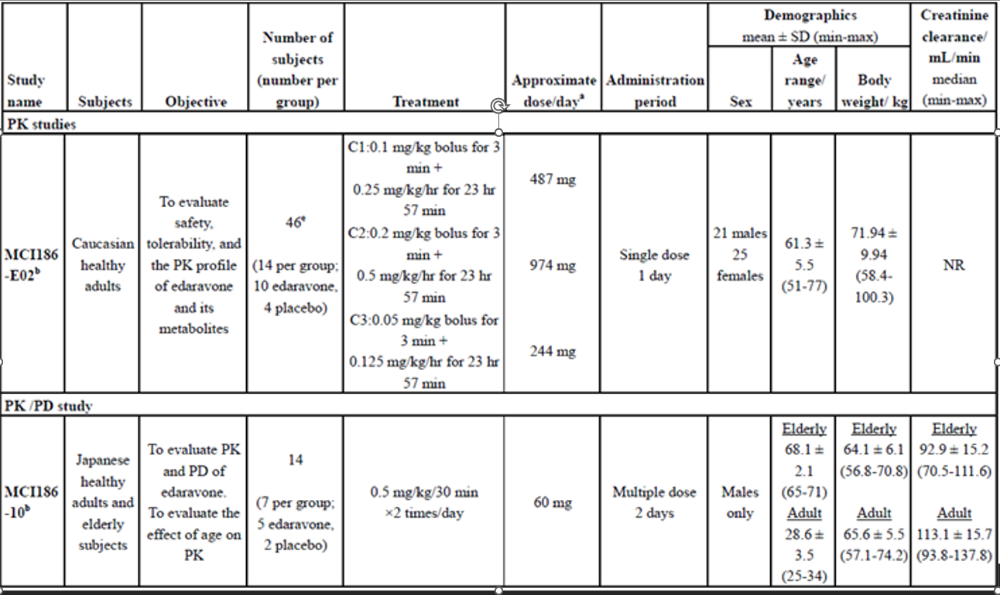 Study name
Subjects
Objective
Number of subjects (number per group)
Treatment
Approximate dose/dayᵃ
Administration period
Demographics
mean ± SD (min-max)
Sex
Age range/ years
Body weight/ kg
Creatinine clearance/ mL/min
median (min-max)
PK studies
MCI186
-E02ᵇ
Caucasian
healthy
adults
To evaluate
safety,
tolerability, and
the PK profile
of edaravone
and its
metabolites
46ᵉ
(14 per group;
10 edaravone,
4 placebo)
C1:0.1 mg/kg bolus for 3
min +
0.25 mg/kg/hr for 23 hr
57 min
C2:0.2 mg/kg bolus for 3
min +
0.5 mg/kg/hr for 23 hr
57 min
C3:0.05 mg/kg bolus for
3 min +
0.125 mg/kg/hr for 23 hr
57 min
487 mg
974 mg
244 mg
Single dose
1 day
21 males
25
females
61.3 ±
5.5
(51-77)
71.94 ±
9.94
(58.4-
100.3)
NR
PK /PD study
MCI186
-10ᵇ
Japanese
healthy
adults and
elderly
subjects
To evaluate PK
and PD of
edaravone.
To evaluate the
effect of age on
PK
14
(7 per group;
5 edaravone,
2 placebo)
0.5 mg/kg/30 min
×2 times/day
60 mg
Multiple dose
2 days
Males
only
Elderly
68.1 ±
2.1
(65-71)
Adult
28.6 ±
3.5
(25-34)
Elderly
64.1 ± 6.1
(56.8-70.8)
Adult
65.6 ± 5.5
(57.1-74.2)
Elderly
92.9 ± 15.2
(70.5-111.6)
Adult
113.1 ± 15.7
(93.8-137.8)